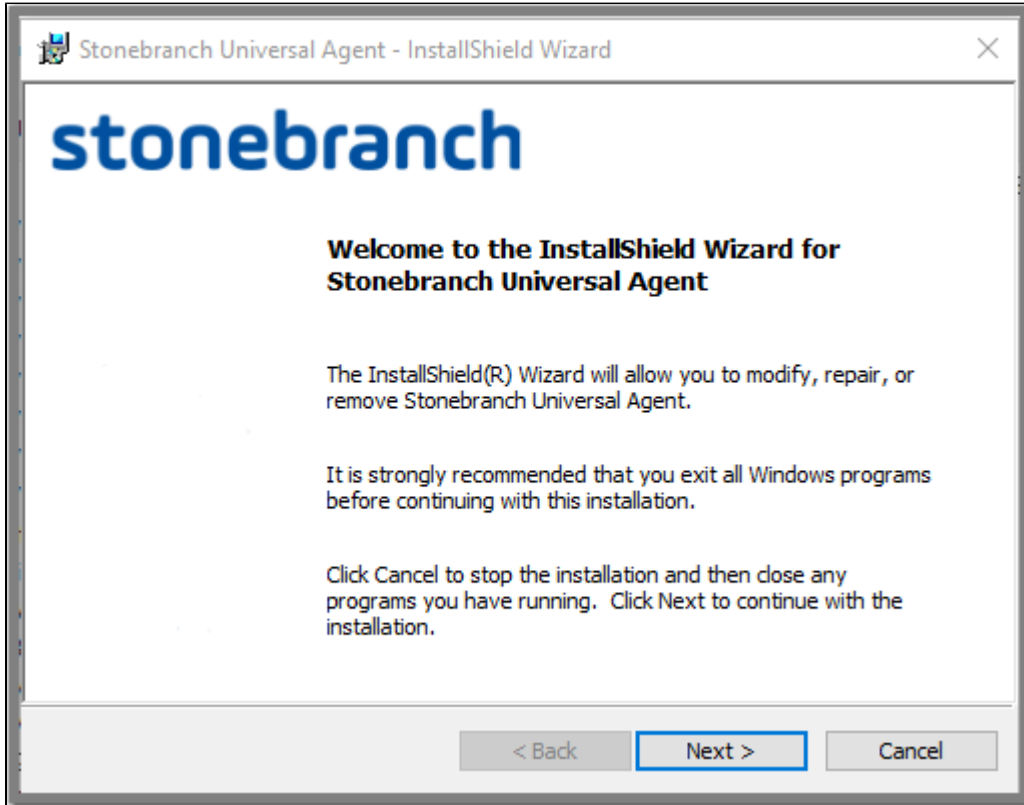 Stonebranch Universal Agent - InstallShield Wizard
stonebranch
Welcome to the InstallShield Wizard for
Stonebranch Universal Agent
The InstallShield(R) Wizard will allow you to modify, repair, or
remove Stonebranch Universal Agent.
It is strongly recommended that you exit all Windows programs
before continuing with this installation.
Click Cancel to stop the installation and then close any
programs you have running.  Click Next to continue with the
installation.
< Back
Next >
Cancel